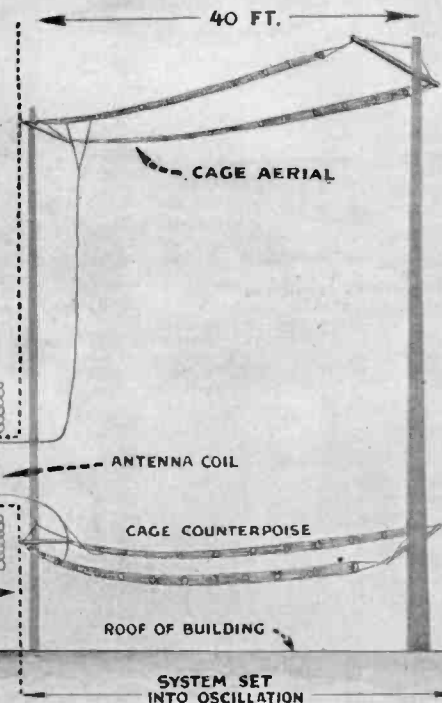 40 FT.
CAGE AERIAL
ANTENNA COIL
CAGE COUNTERPOISE
ROOF OF BUILDING
SYSTEM SET
INTO OSCILLATION